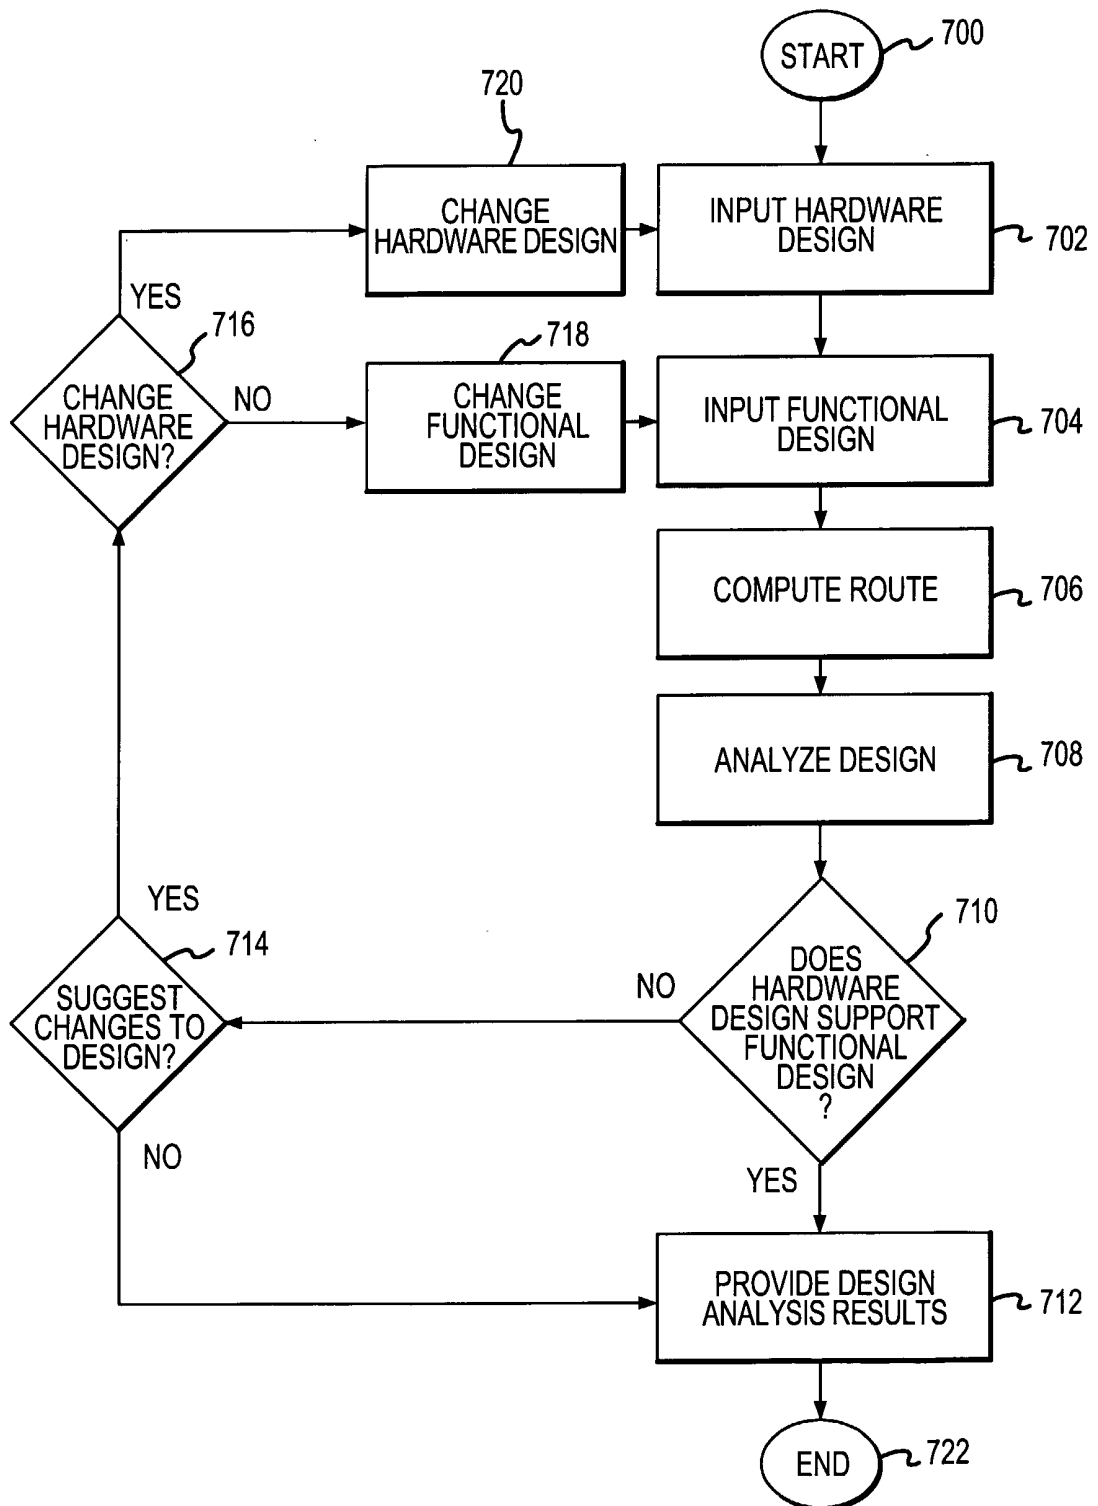 START
700
720
CHANGE
HARDWARE DESIGN
INPUT HARDWARE
DESIGN
702
YES
716
718
CHANGE
HARDWARE
DESIGN?
NO
CHANGE
FUNCTIONAL
DESIGN
INPUT FUNCTIONAL
DESIGN
704
COMPUTE ROUTE
706
ANALYZE DESIGN
708
YES
714
710
SUGGEST
CHANGES TO
DESIGN?
NO
DOES
HARDWARE
DESIGN SUPPORT
FUNCTIONAL
DESIGN
?
NO
YES
PROVIDE DESIGN
ANALYSIS RESULTS
712
END
722